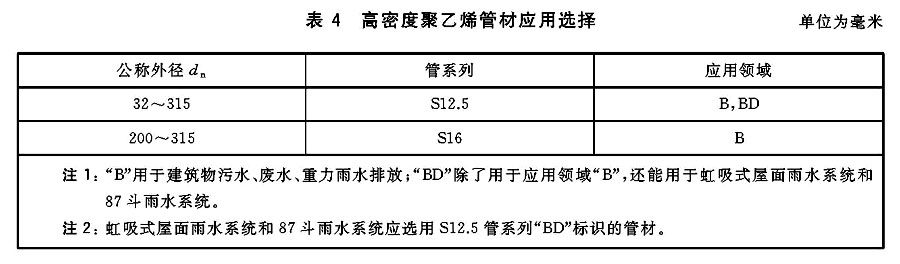 表 4 高密度聚乙烯管材应用选择 单位为毫米
公称外径 dn 管系列 应用领域
32～315 S12.5 B,BD
200～315 S16 B
注 1：“B”用于建筑物污水、废水、重力雨水排放；“BD”除了用于应用领域“B”，还能用于虹吸式屋面雨水系统和
87 斗雨水系统。
注 2：虹吸式屋面雨水系统和 87 斗雨水系统应选用 S12.5 管系列“BD”标识的管材。